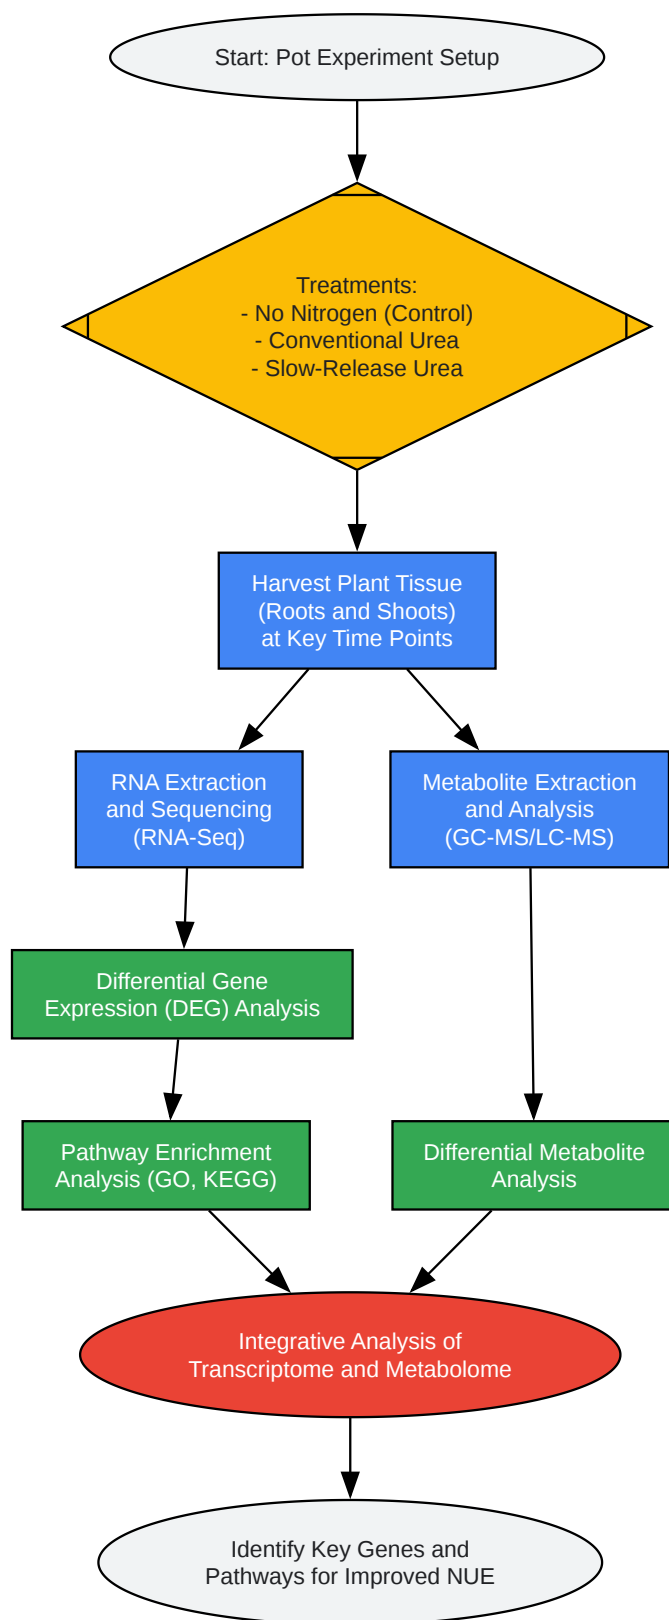 Start: Pot Experiment Setup
Treatments:
- No Nitrogen (Control)
- Conventional Urea
- Slow-Release Urea
Harvest Plant Tissue
(Roots and Shoots)
at Key Time Points
RNA Extraction
and Sequencing
(RNA-Seq)
Metabolite Extraction
and Analysis
(GC-MS/LC-MS)
Differential Gene
Expression (DEG) Analysis
Pathway Enrichment
Analysis (GO, KEGG)
Differential Metabolite
Analysis
Integrative Analysis of
Transcriptome and Metabolome
Identify Key Genes and
Pathways for Improved NUE